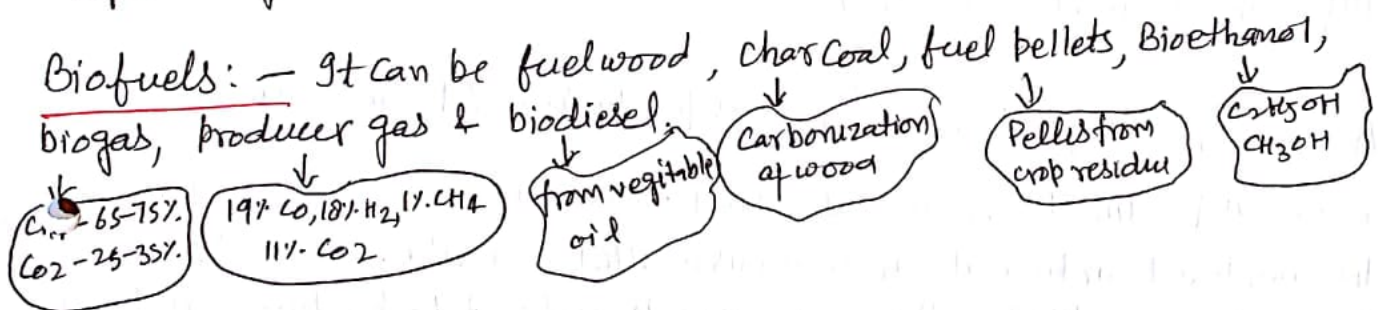 Biofuels: - It can be fuelwood, charcoal, fuel pellets, Bioethanol,
biogas, producer gas & biodiesel.
Carbonization
of wood
Pellets from
crop residue
C2H5OH
CH3OH
- 65-75%.
CO2 - 25-35%.
19% CO, 18% H2, 1% CH4
11% CO2
from vegitable
oil